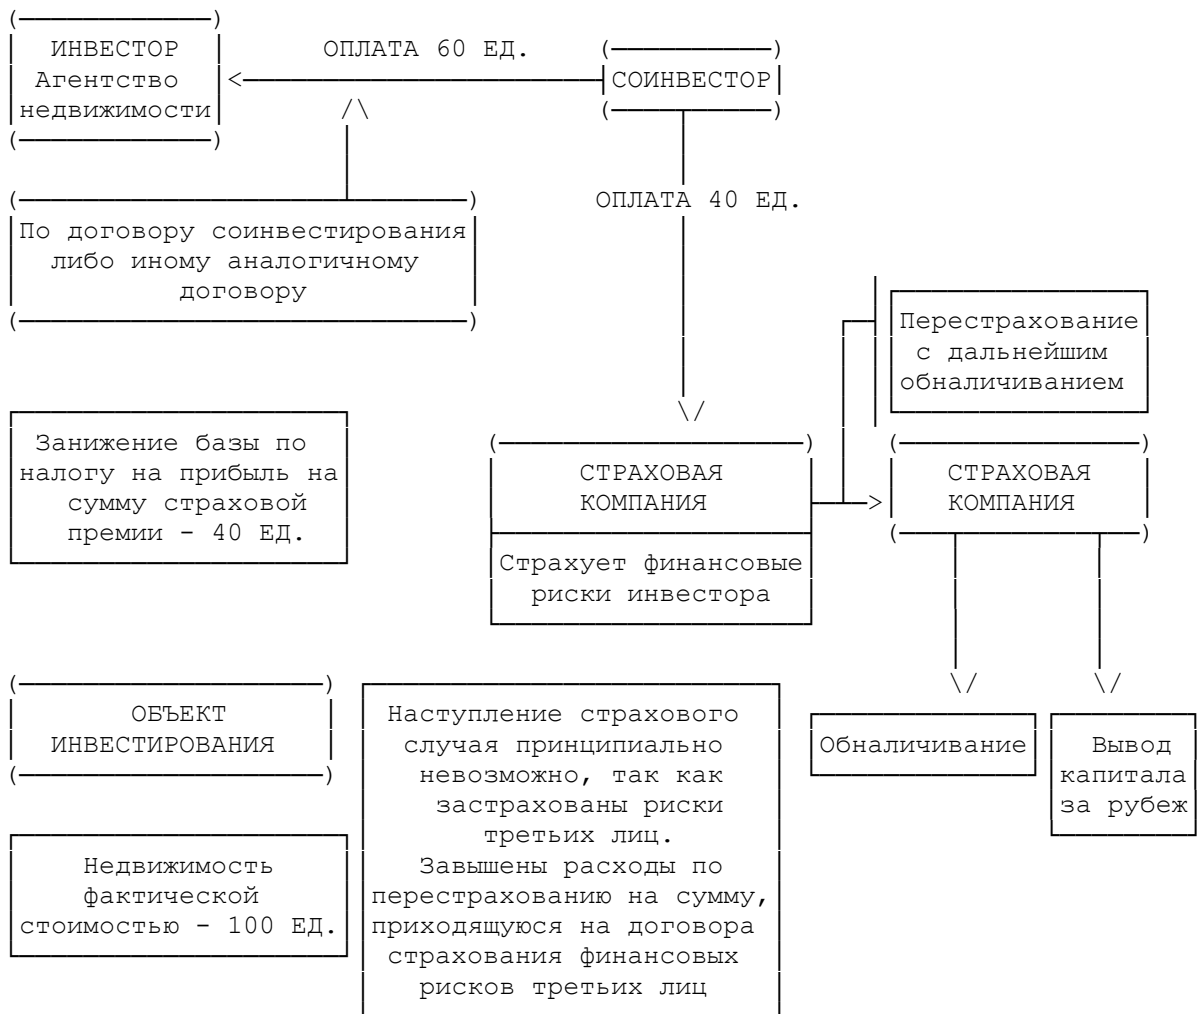 ИНВЕСТОР
Агентство
недвижимости
ОПЛАТА 60 ЕД.
СОИНВЕСТОР
ОПЛАТА 40 ЕД.
По договору соинвестирования
либо иному аналогичному
договору
Перестрахование
с дальнейшим
обналичиванием
Занижение базы по
налогу на прибыль на
сумму страховой
премии - 40 ЕД.
СТРАХОВАЯ
КОМПАНИЯ
Страхует финансовые
риски инвестора
СТРАХОВАЯ
КОМПАНИЯ
ОБЪЕКТ
ИНВЕСТИРОВАНИЯ
Наступление страхового
случая принципиально
невозможно, так как
застрахованы риски
третьих лиц.
Завышены расходы по
перестрахованию на сумму,
приходящуюся на договора
страхования финансовых
рисков третьих лиц
Обналичивание
Вывод
капитала
за рубеж
Недвижимость
фактической
стоимостью - 100 ЕД.